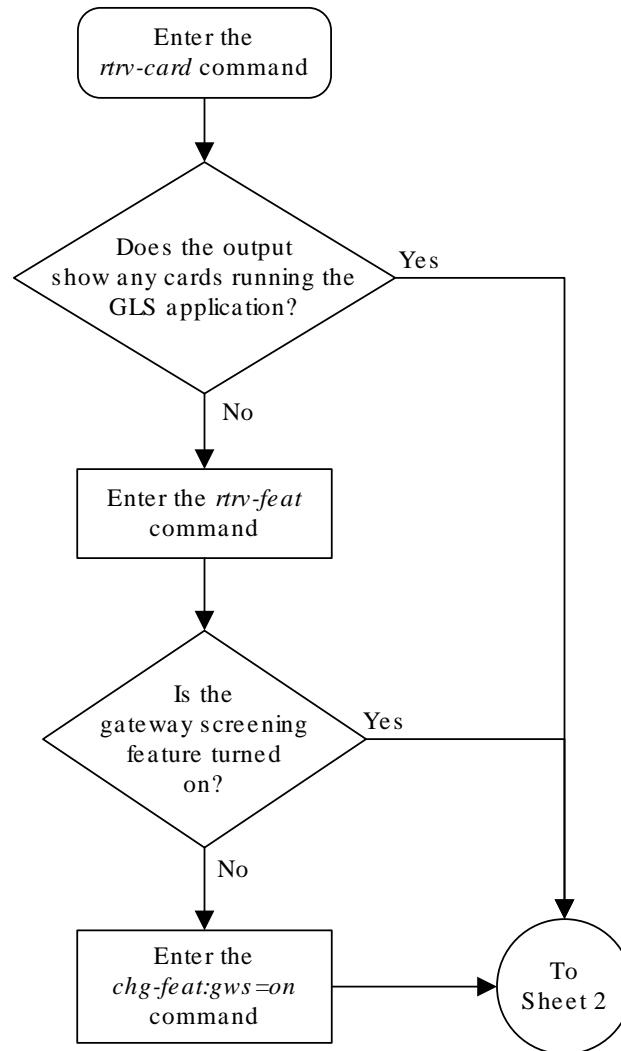 Enter the
rtrv-card command
Does the output
show any cards running the
GLS application?
Yes
No
Enter the rtrv-feat
command
Is the
gateway screening
feature turned
on?
Yes
No
Enter the
chg-feat:gws=on
command
To
Sheet 2